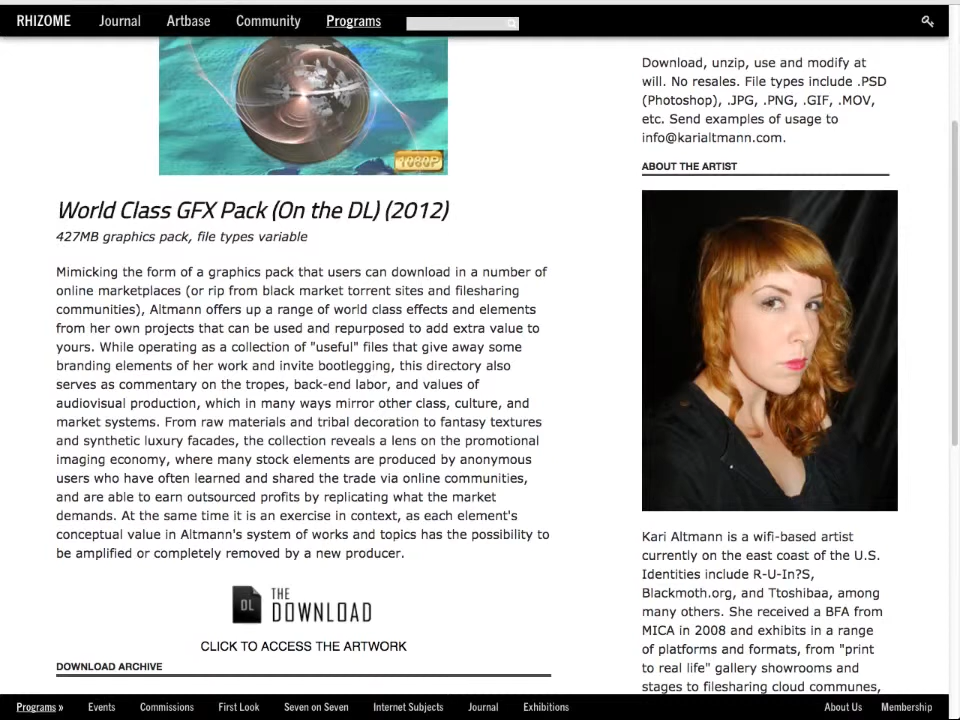 RHIZOME Journal Artbase Community Programs
1080P
World Class GFX Pack (On the DL) (2012)
427MB graphics pack, file types variable
Mimicking the form of a graphics pack that users can download in a number of
online marketplaces (or rip from black market torrent sites and filesharing
communities), Altmann offers up a range of world class effects and elements
from her own projects that can be used and repurposed to add extra value to
yours. While operating as a collection of "useful" files that give away some
branding elements of her work and invite bootlegging, this directory also
serves as commentary on the tropes, back-end labor, and values of
audiovisual production, which in many ways mirror other class, culture, and
market systems. From raw materials and tribal decoration to fantasy textures
and synthetic luxury facades, the collection reveals a lens on the promotional
imaging economy, where many stock elements are produced by anonymous
users who have often learned and shared the trade via online communities,
and are able to earn outsourced profits by replicating what the market
demands. At the same time it is an exercise in context, as each element's
conceptual value in Altmann's system of works and topics has the possibility to
be amplified or completely removed by a new producer.
DL THE
DOWNLOAD
CLICK TO ACCESS THE ARTWORK
DOWNLOAD ARCHIVE
Download, unzip, use and modify at
will. No resales. File types include .PSD
(Photoshop), .JPG, .PNG, .GIF, .MOV,
etc. Send examples of usage to
info@karialtmann.com.
ABOUT THE ARTIST
Kari Altmann is a wifi-based artist
currently on the east coast of the U.S.
Identities include R-U-In?S,
Blackmoth.org, and Ttoshibaa, among
many others. She received a BFA from
MICA in 2008 and exhibits in a range
of platforms and formats, from "print
to real life" gallery showrooms and
stages to filesharing cloud communes,
Programs » Events Commissions First Look Seven on Seven Internet Subjects Journal Exhibitions About Us Membership